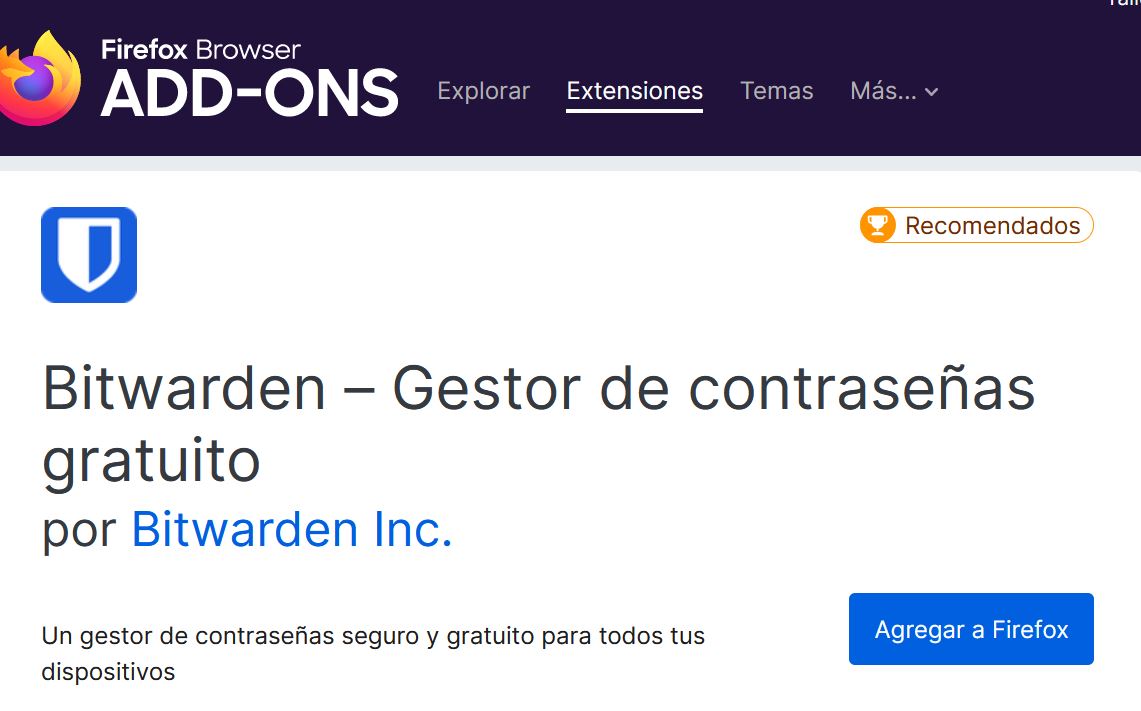 Firefox Browser
ADD-ONS
Explorar Extensiones Temas Más...
Recomendados
Bitwarden – Gestor de contraseñas
gratuito
por Bitwarden Inc.
Un gestor de contraseñas seguro y gratuito para todos tus
dispositivos
Agregar a Firefox